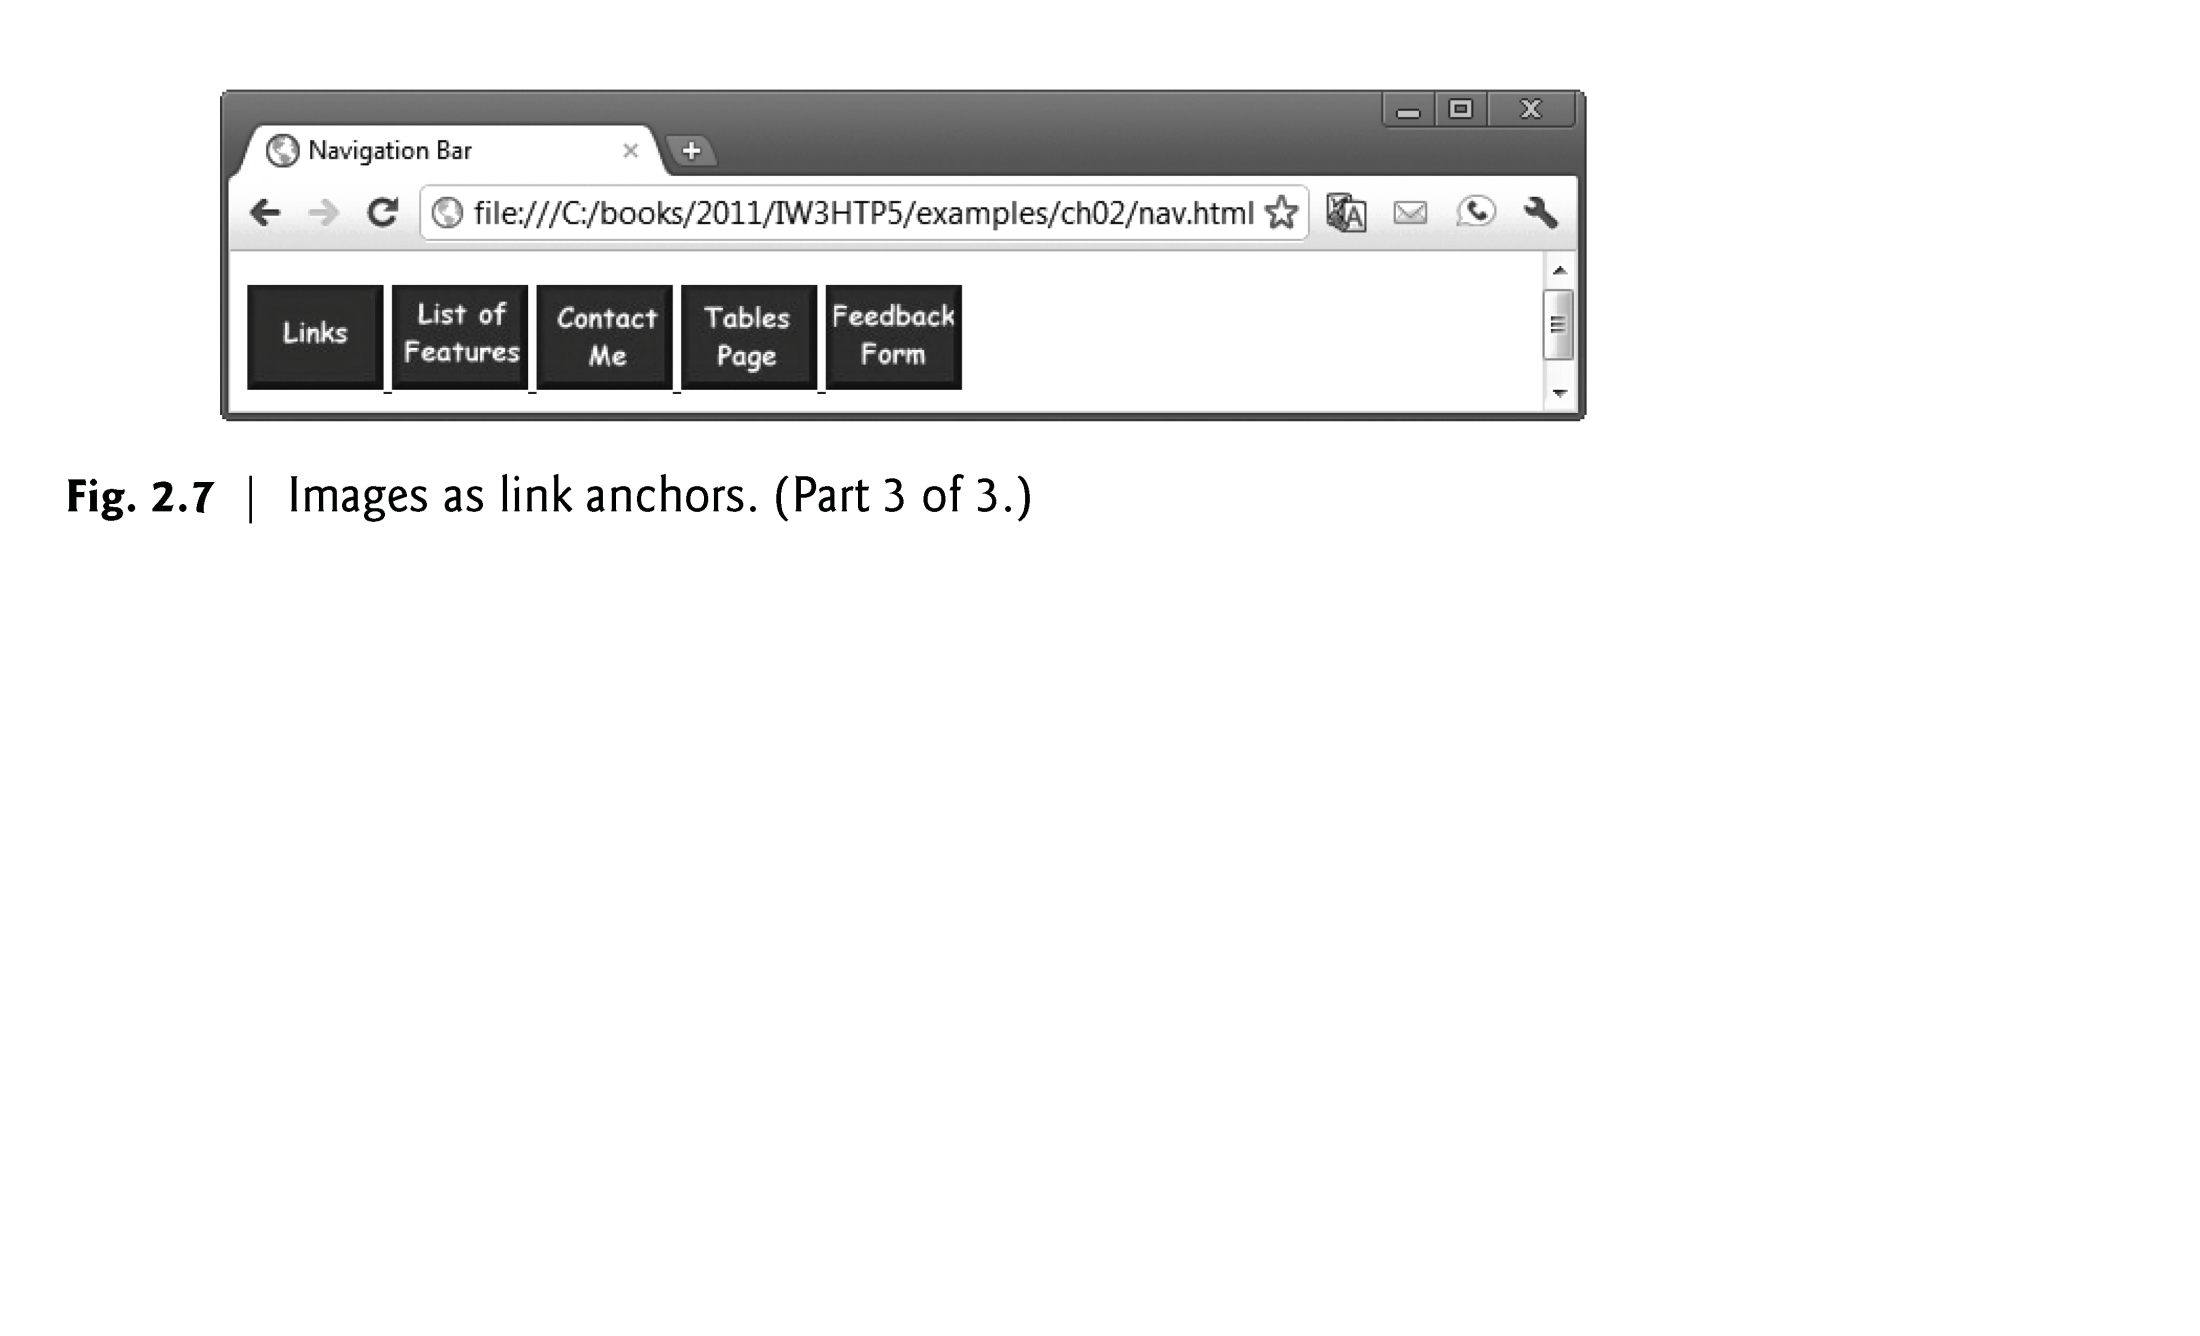 Navigation Bar
file:///C:/books/2011/IW3HTP5/examples/ch02/nav.html
Links
List of
Features
Contact
Me
Tables
Page
Feedback
Form
Fig. 2.7 | Images as link anchors. (Part 3 of 3.)